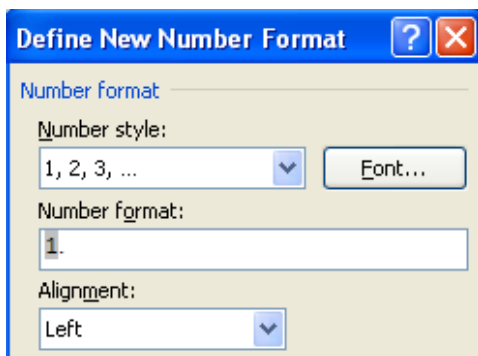 Define New Number Format
Number format
Number style:
1, 2, 3, ...
Font...
Number format:
1.
Alignment:
Left